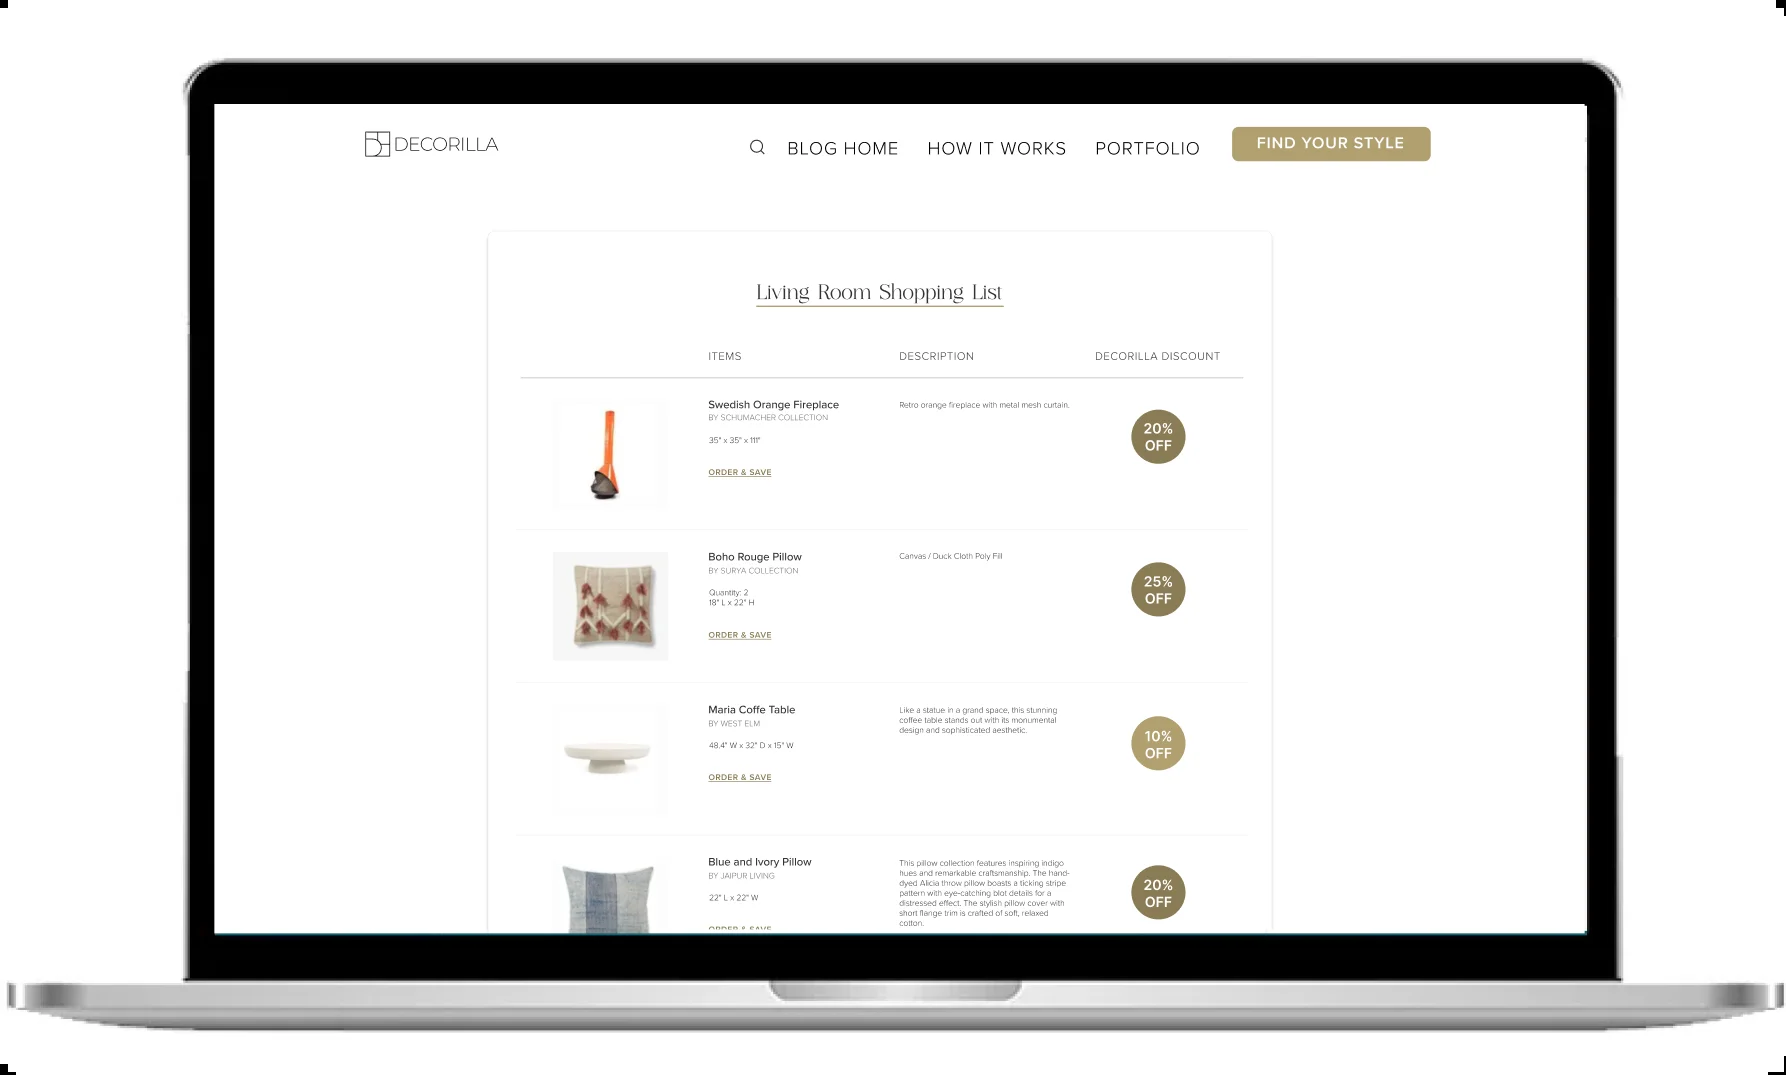 DECORILLA
BLOG HOME
HOW IT WORKS
PORTFOLIO
FIND YOUR STYLE
Living Room Shopping List
ITEMS
DESCRIPTION
DECORILLA DISCOUNT
Swedish Orange Fireplace
BY SCHUMACHER COLLECTION
35" x 35" x 111"
ORDER & SAVE
Retro orange fireplace with metal mesh curtain.
20%
OFF
Boho Rouge Pillow
BY SURYA COLLECTION
Quantity: 2
18" L x 22" H
ORDER & SAVE
Canvas / Duck Cloth Poly Fill
25%
OFF
Maria Coffe Table
BY WEST ELM
48.4" W x 32" D x 15" W
ORDER & SAVE
Like a statue in a grand space, this stunning
coffee table stands out with its monumental
design and sophisticated aesthetic.
10%
OFF
Blue and Ivory Pillow
BY JAIPUR LIVING
22" L x 22" W
ORDER & SAVE
This pillow collection features inspiring indigo
hues and remarkable craftsmanship. The hand-
dyed Alicia throw pillow boasts a ticking stripe
pattern with eye-catching blot details for a
distressed effect. The stylish pillow cover with
short flange trim is crafted of soft, relaxed
cotton.
20%
OFF